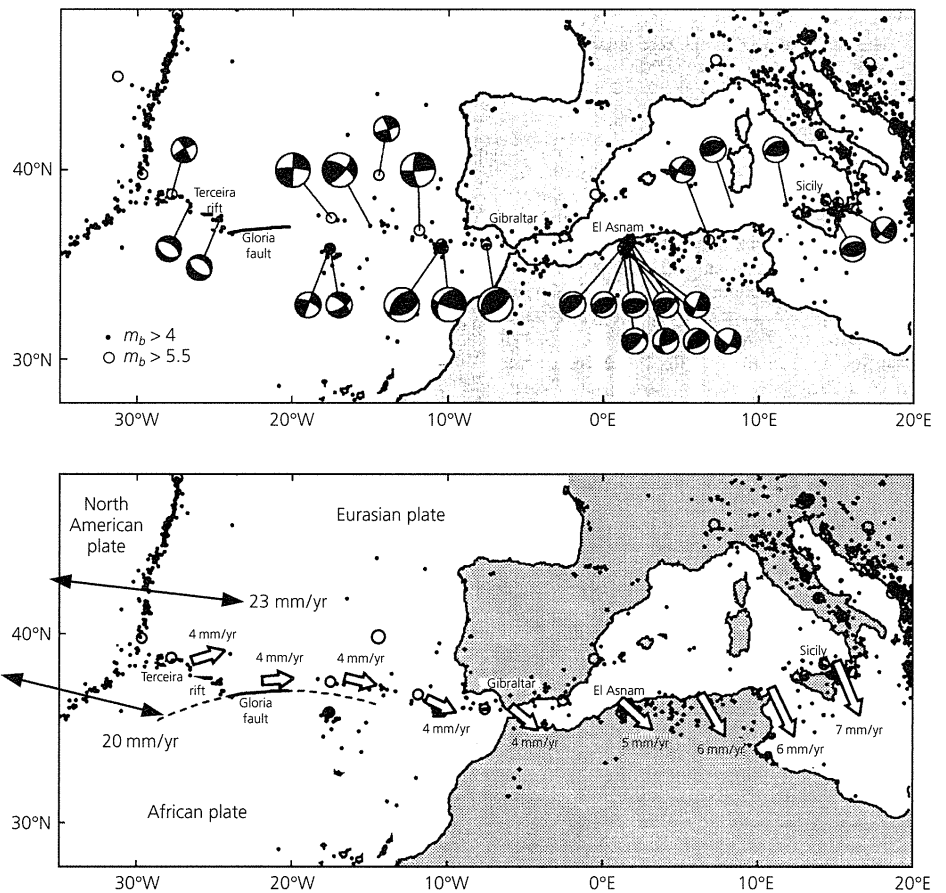 40°N
Terceira
rift
Gloria
fault
Gibraltar
El Asnam
Sicily
m_b > 4
m_b > 5.5
30°N
30°W
20°W
10°W
0°E
10°E
20°E
North
American
plate
Eurasian plate
23 mm/yr
40°N
4 mm/yr
4 mm/yr
4 mm/yr
Terceira
rift
Gloria
fault
Gibraltar
El Asnam
Sicily
20 mm/yr
4 mm/yr
4 mm/yr
5 mm/yr
6 mm/yr
6 mm/yr
7 mm/yr
African plate
30°N
30°W
20°W
10°W
0°E
10°E
20°E